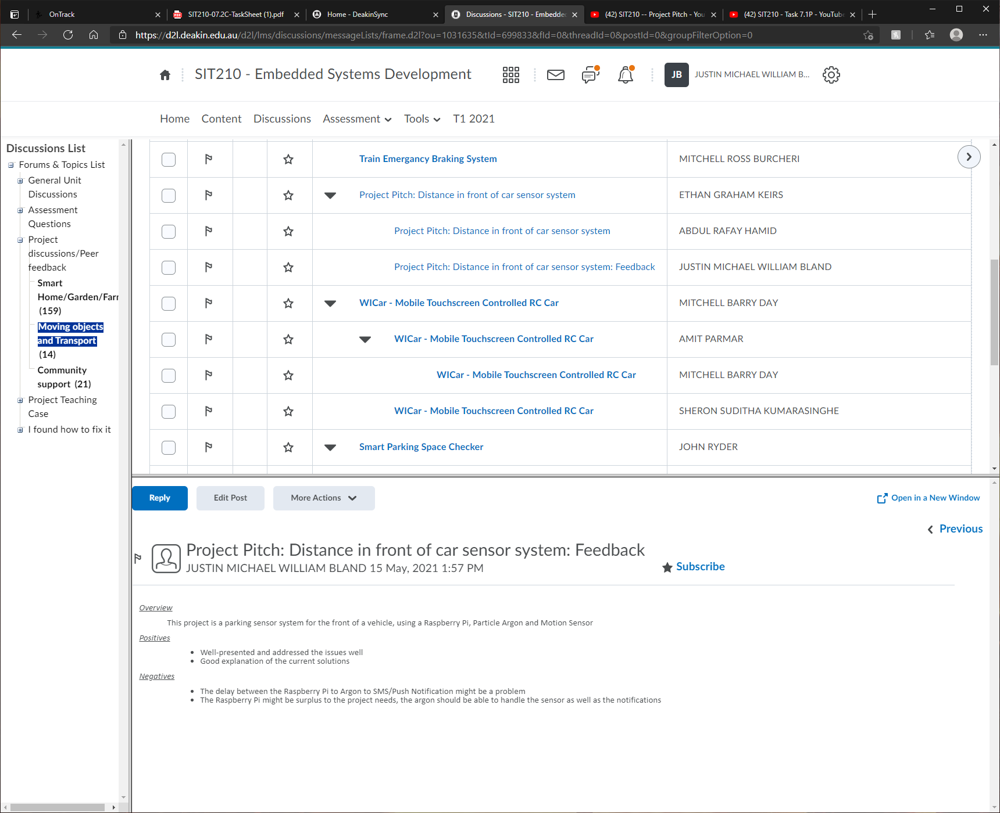 OnTrack
SIT210-07.2C-TaskSheet (1).pdf
Home - DeakinSync
Discussions - SIT210 - Embedde
(42) SIT210 -- Project Pitch - You
(42) SIT210 - Task 7.1P - YouTube
https://d2l.deakin.edu.au/d2l/lms/discussions/messageLists/frame.d2l?ou=1031635&tId=699833&fId=0&threadId=0&postId=0&groupFilterOption=0
SIT210 - Embedded Systems Development
JB
JUSTIN MICHAEL WILLIAM B...
Home Content Discussions Assessment Tools T1 2021
Discussions List
Forums & Topics List
General Unit
Discussions
Assessment
Questions
Project
discussions/Peer
feedback
Smart
Home/Garden/Farm
(159)
Moving objects
and Transport
(14)
Community
support (21)
Project Teaching
Case
I found how to fix it
Train Emergancy Braking System MITCHELL ROSS BURCHERI
Project Pitch: Distance in front of car sensor system ETHAN GRAHAM KEIRS
Project Pitch: Distance in front of car sensor system ABDUL RAFAY HAMID
Project Pitch: Distance in front of car sensor system: Feedback JUSTIN MICHAEL WILLIAM BLAND
WICar - Mobile Touchscreen Controlled RC Car MITCHELL BARRY DAY
WICar - Mobile Touchscreen Controlled RC Car AMIT PARMAR
WICar - Mobile Touchscreen Controlled RC Car MITCHELL BARRY DAY
WICar - Mobile Touchscreen Controlled RC Car SHERON SUDITHA KUMARASINGHE
Smart Parking Space Checker JOHN RYDER
Reply Edit Post More Actions Open in a New Window
Previous
Project Pitch: Distance in front of car sensor system: Feedback
JUSTIN MICHAEL WILLIAM BLAND 15 May, 2021 1:57 PM
Subscribe
Overview
This project is a parking sensor system for the front of a vehicle, using a Raspberry Pi, Particle Argon and Motion Sensor
Positives
• Well-presented and addressed the issues well
• Good explanation of the current solutions
Negatives
• The delay between the Raspberry Pi to Argon to SMS/Push Notification might be a problem
• The Raspberry Pi might be surplus to the project needs, the argon should be able to handle the sensor as well as the notifications